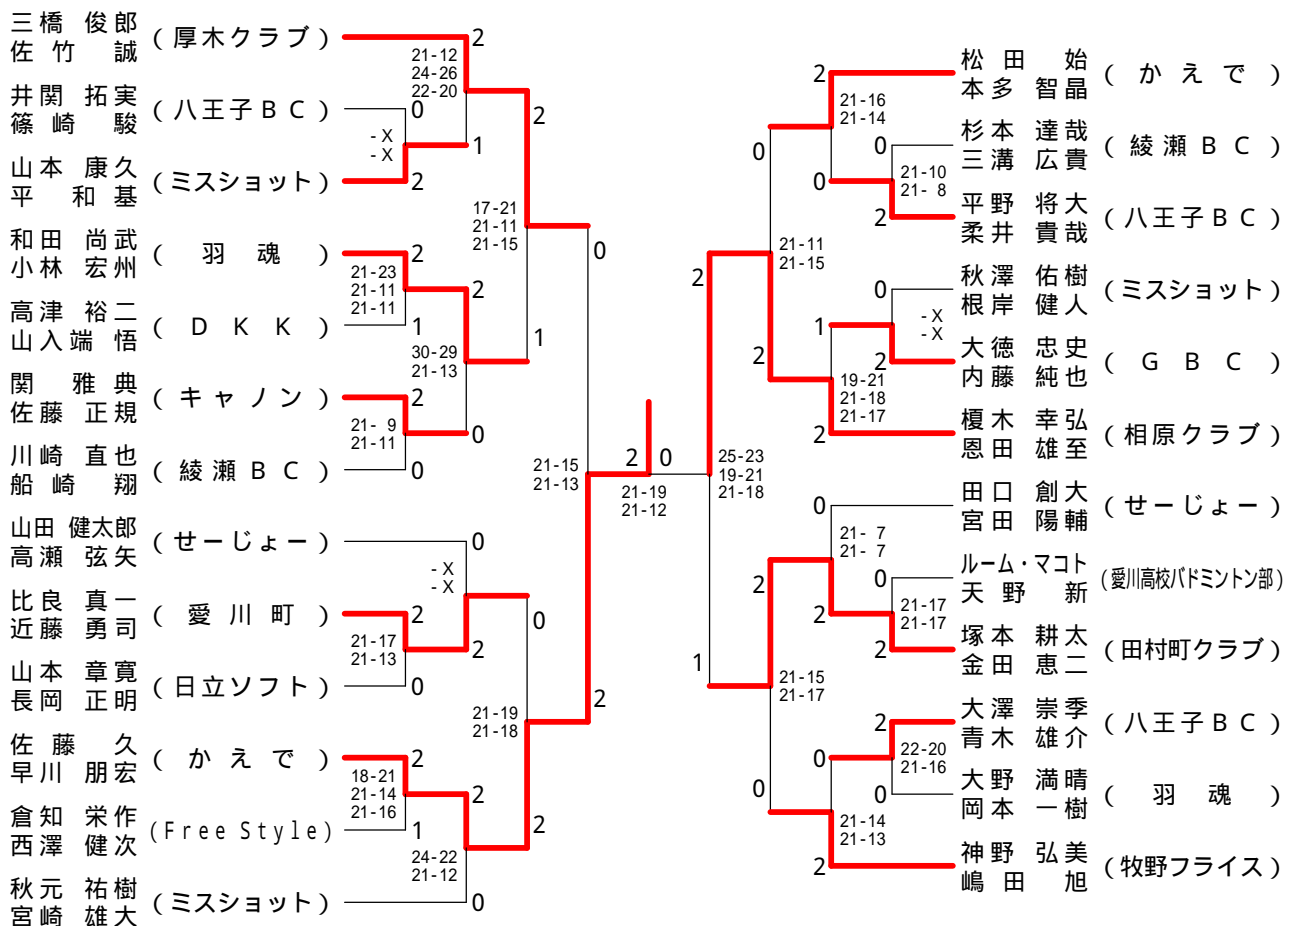 三橋 俊郎
佐竹 誠
(厚木クラブ)
2
21-12
24-26
22-20
井関 拓実
篠崎 駿
(八王子BC)
0
-X
-X
1
山本 康久
平 和基
(ミスショット)
2
2
17-21
21-11
21-15
0
和田 尚武
小林 宏州
(羽魂)
2
21-23
21-11
21-11
2
高津 裕二
山入端 悟
(DKK)
1
30-29
21-13
1
関 雅典
佐藤 正規
(キャノン)
2
21- 9
21-11
0
川崎 直也
船崎 翔
(綾瀬BC)
0
21-15
21-13
2
0
21-19
21-12
山田 健太郎
高瀬 弦矢
(せーじょー)
0
-X
-X
0
比良 真一
近藤 勇司
(愛川町)
2
21-17
21-13
2
山本 章寛
長岡 正明
(日立ソフト)
0
21-19
21-18
2
佐藤 久
早川 朋宏
(かえで)
2
18-21
21-14
21-16
2
倉知 栄作
西澤 健次
(Free Style)
1
24-22
21-12
2
秋元 祐樹
宮崎 雄大
(ミスショット)
0
2
松田 始
本多 智晶
(かえで)
21-16
21-14
0
0
杉本 達哉
三溝 広貴
(綾瀬BC)
21-10
21- 8
0
2
平野 将大
柔井 貴哉
(八王子BC)
21-11
21-15
2
0
秋澤 佑樹
根岸 健人
(ミスショット)
-X
-X
1
2
大徳 忠史
内藤 純也
(GBC)
2
19-21
21-18
21-17
2
榎木 幸弘
恩田 雄至
(相原クラブ)
25-23
19-21
21-18
0
田口 創大
宮田 陽輔
(せーじょー)
21- 7
21- 7
2
0
ルーム・マコト
天野 新
(愛川高校バドミントン部)
21-17
21-17
2
2
塚本 耕太
金田 恵二
(田村町クラブ)
1
21-15
21-17
2
大澤 崇季
青木 雄介
(八王子BC)
22-20
21-16
0
0
0
大野 満晴
岡本 一樹
(羽魂)
21-14
21-13
2
神野 弘美
嶋田 旭
(牧野フライス)